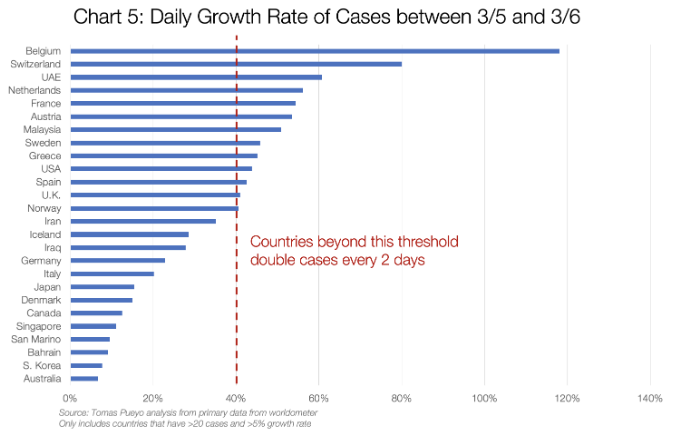 Chart 5: Daily Growth Rate of Cases between 3/5 and 3/6
Belgium
Switzerland
UAE
Netherlands
France
Austria
Malaysia
Sweden
Greece
USA
Spain
U.K.
Norway
Iran
Iceland
Iraq
Germany
Italy
Japan
Denmark
Canada
Singapore
San Marino
Bahrain
S. Korea
Australia
Countries beyond this threshold
double cases every 2 days
0% 20% 40% 60% 80% 100% 120% 140%
Source: Tomas Pueyo analysis from primary data from worldometer
Only includes countries that have >20 cases and >5% growth rate